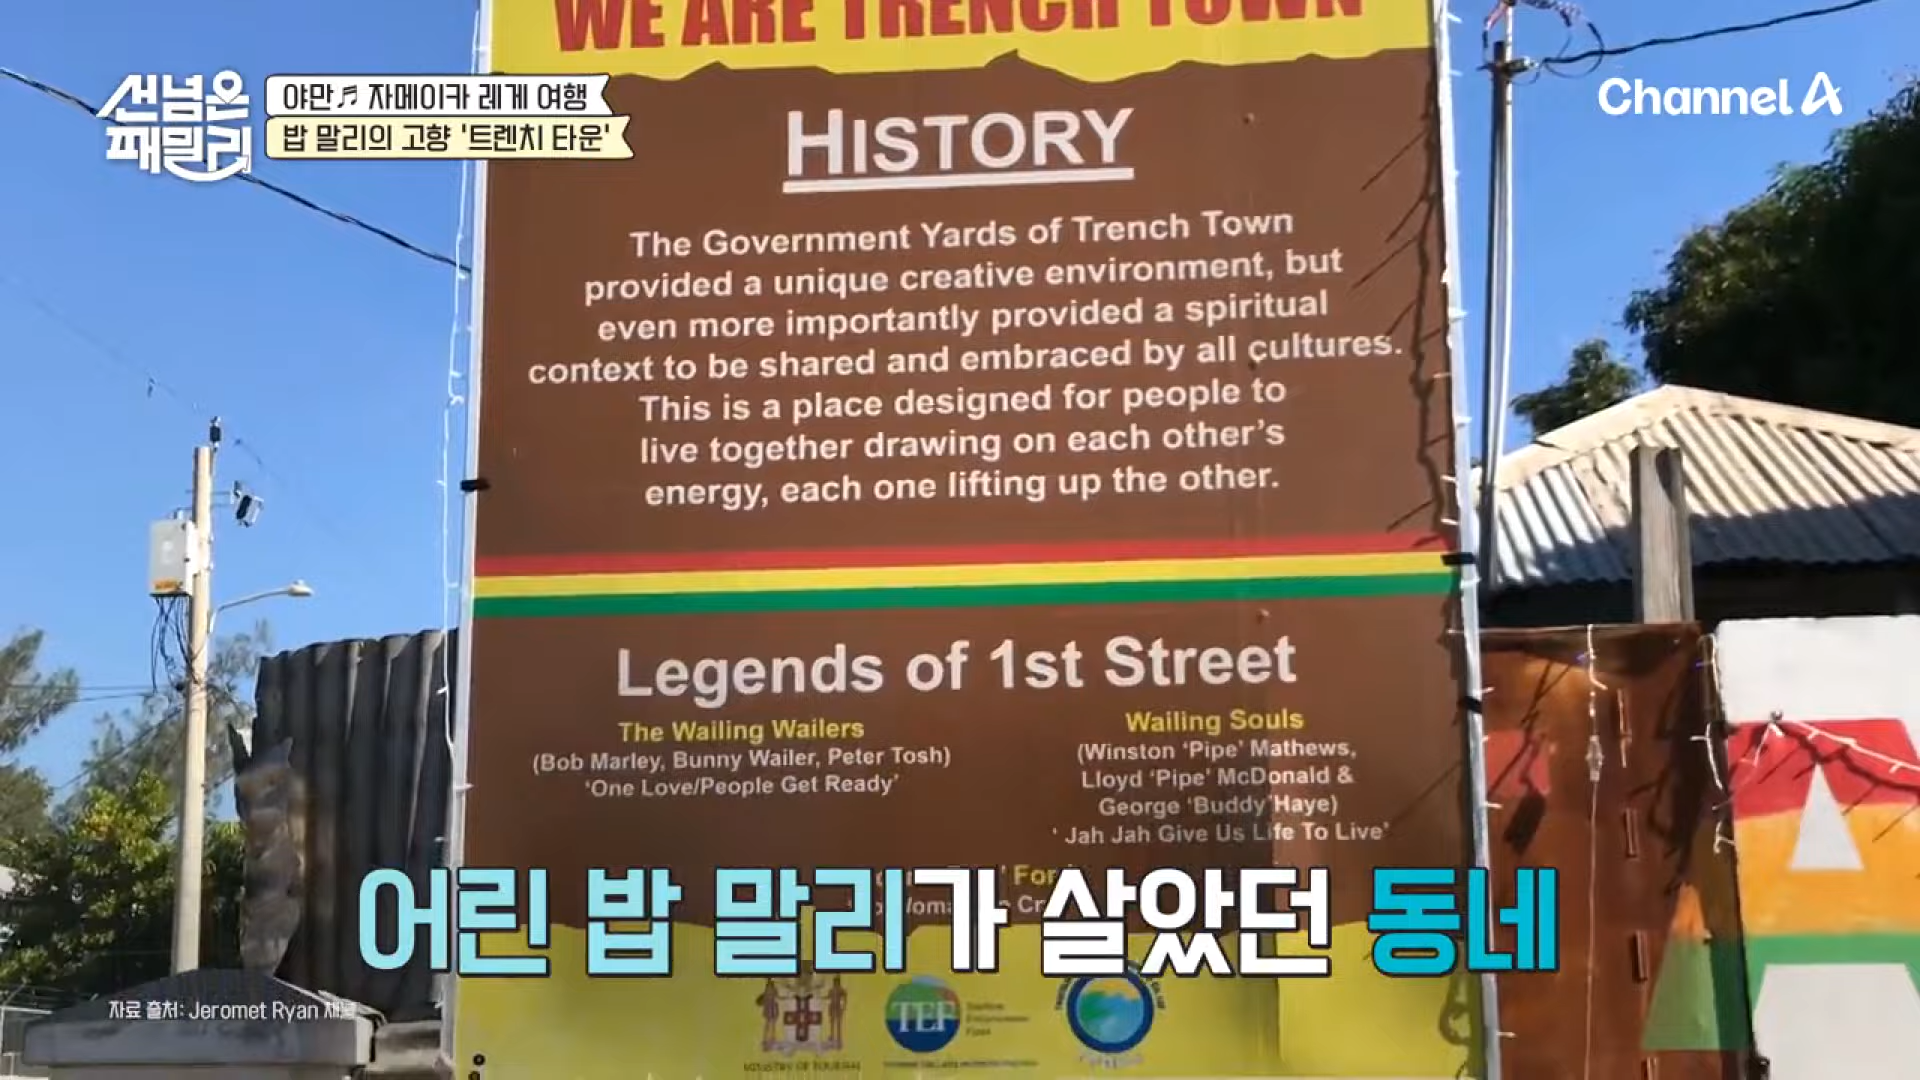 WE ARE TRENCH TOWN
선넘은
패밀리
야만♬ 자메이카 레게 여행
밥 말리의 고향 '트렌치 타운'
Channel A
HISTORY
The Government Yards of Trench Town
provided a unique creative environment, but
even more importantly provided a spiritual
context to be shared and embraced by all cultures.
This is a place designed for people to
live together drawing on each other's
energy, each one lifting up the other.
Legends of 1st Street
The Wailing Wailers
(Bob Marley, Bunny Wailer, Peter Tosh)
'One Love/People Get Ready'
Wailing Souls
(Winston 'Pipe' Mathews,
Lloyd 'Pipe' McDonald &
George 'Buddy'Haye)
' Jah Jah Give Us Life To Live'
어린 밥 말리가 살았던 동네
자료 출처: Jeromet Ryan 채널
TEF
MINISTRY OF TOURISM